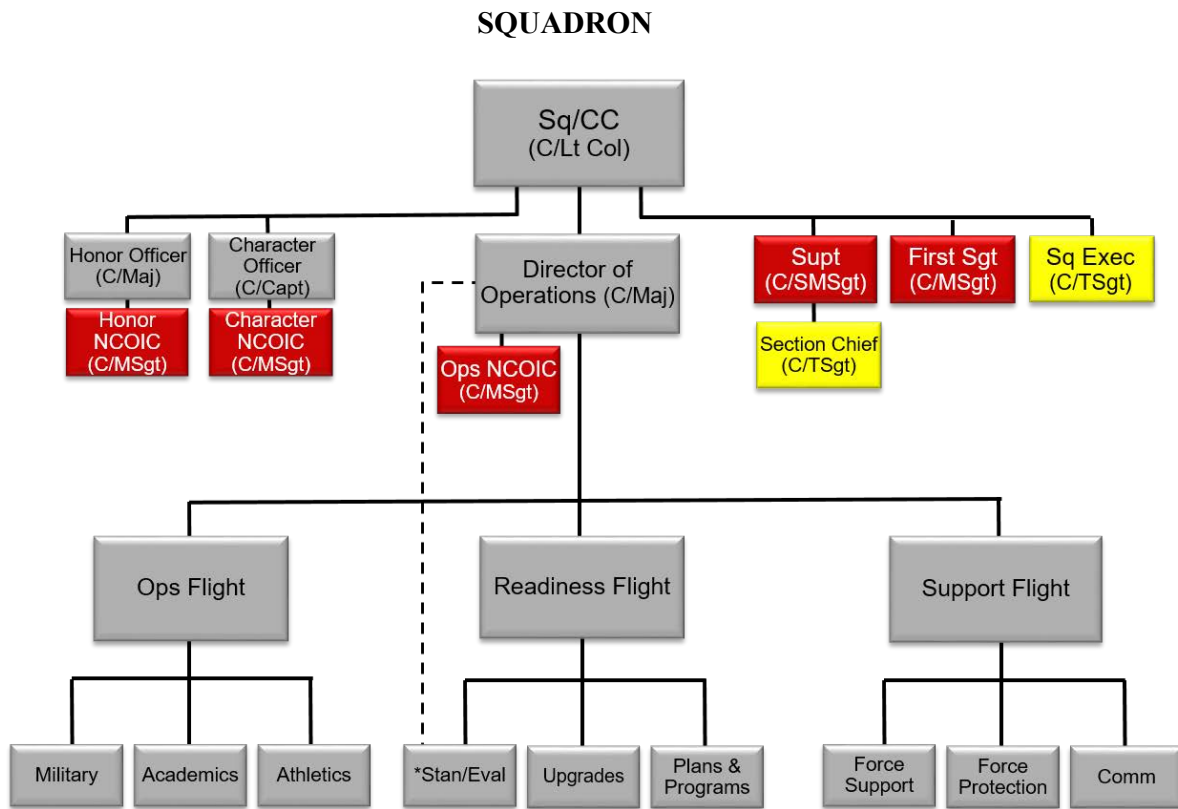 SQUADRON
Sq/CC
(C/Lt Col)
Honor Officer
(C/Maj)
Character
Officer
(C/Capt)
Director of
Operations (C/Maj)
Supt
(C/SMSgt)
First Sgt
(C/MSgt)
Sq Exec
(C/TSgt)
Honor
NCOIC
(C/MSgt)
Character
NCOIC
(C/MSgt)
Ops NCOIC
(C/MSgt)
Section Chief
(C/TSgt)
Ops Flight
Readiness Flight
Support Flight
Military
Academics
Athletics
*Stan/Eval
Upgrades
Plans &
Programs
Force
Support
Force
Protection
Comm